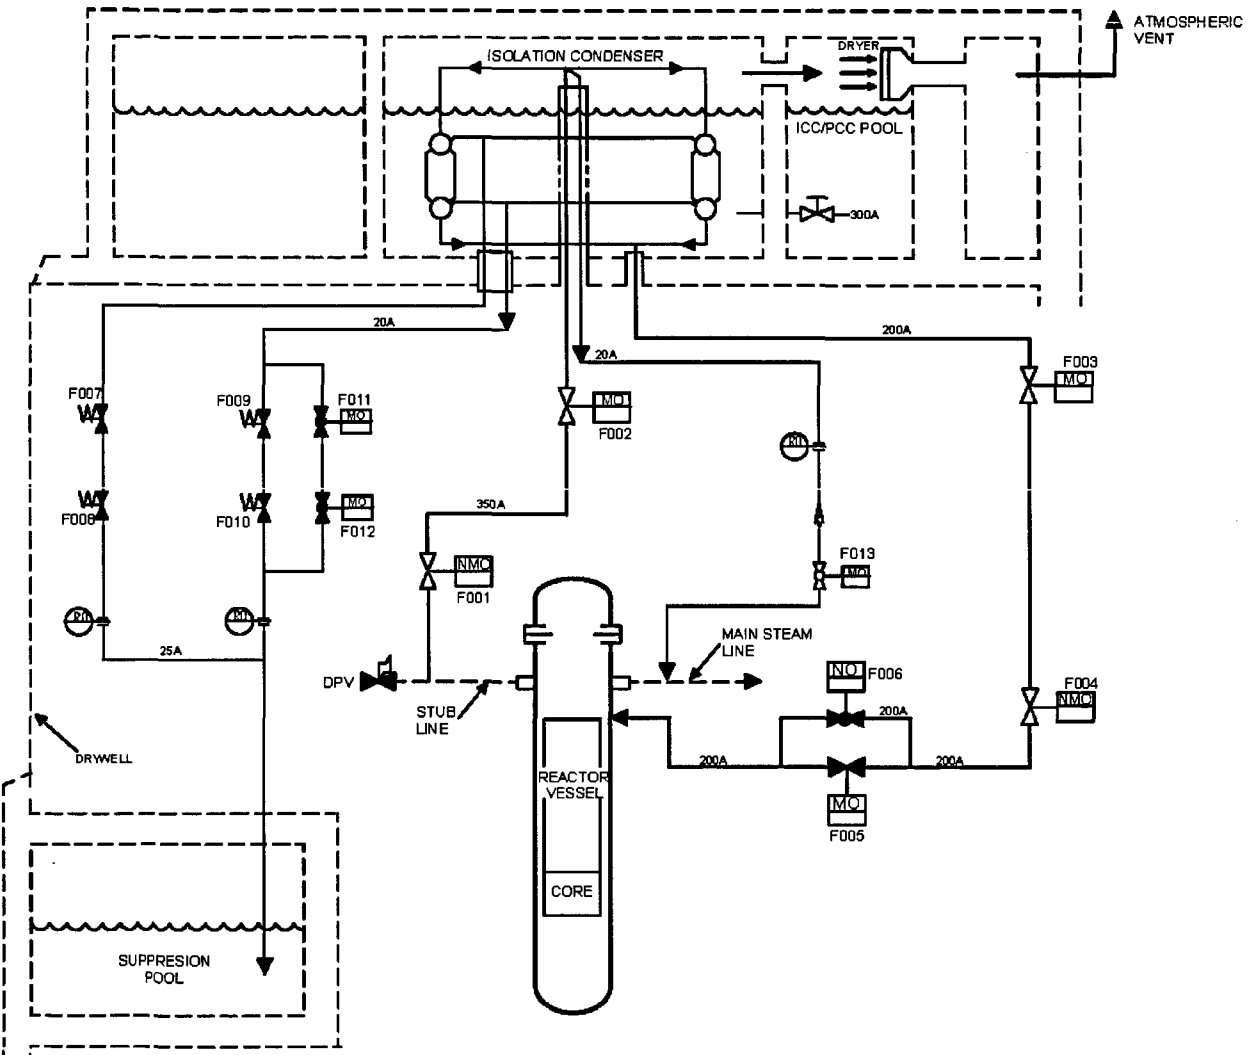 ATMOSPHERIC
VENT
ISOLATION CONDENSER
DRYER
ICC/PCC POOL
300A
20A
20A
200A
F003
MO
F007
F009
F011
MO
MO
F002
F008
F010
MO
F012
350A
NMO
F001
F013
MO
25A
MAIN STEAM
LINE
DPV
STUB
LINE
NO
F006
F004
NMO
200A
200A
200A
MO
F005
DRYWELL
REACTOR
VESSEL
CORE
SUPPRESION
POOL